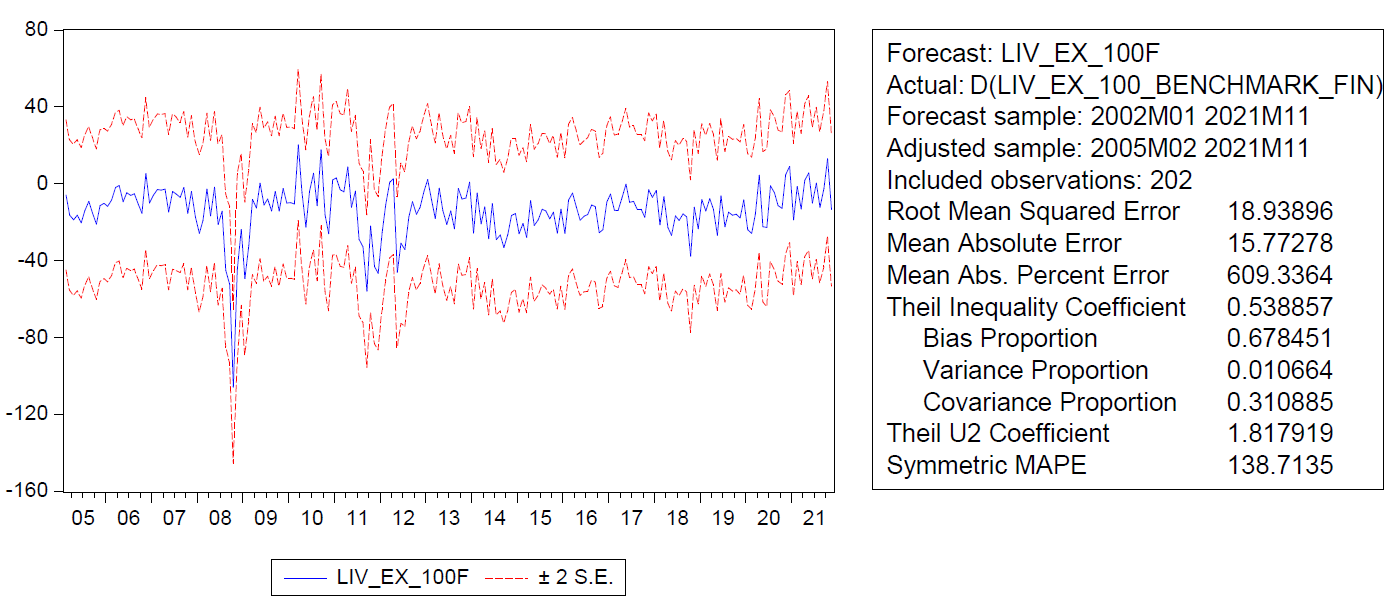 80
40
0
-40
-80
-120
-160
05 06 07 08 09 10 11 12 13 14 15 16 17 18 19 20 21
LIV_EX_100F ± 2 S.E.
Forecast: LIV_EX_100F
Actual: D(LIV_EX_100_BENCHMARK_FIN)
Forecast sample: 2002M01 2021M11
Adjusted sample: 2005M02 2021M11
Included observations: 202
Root Mean Squared Error 18.93896
Mean Absolute Error 15.77278
Mean Abs. Percent Error 609.3364
Theil Inequality Coefficient 0.538857
Bias Proportion 0.678451
Variance Proportion 0.010664
Covariance Proportion 0.310885
Theil U2 Coefficient 1.817919
Symmetric MAPE 138.7135